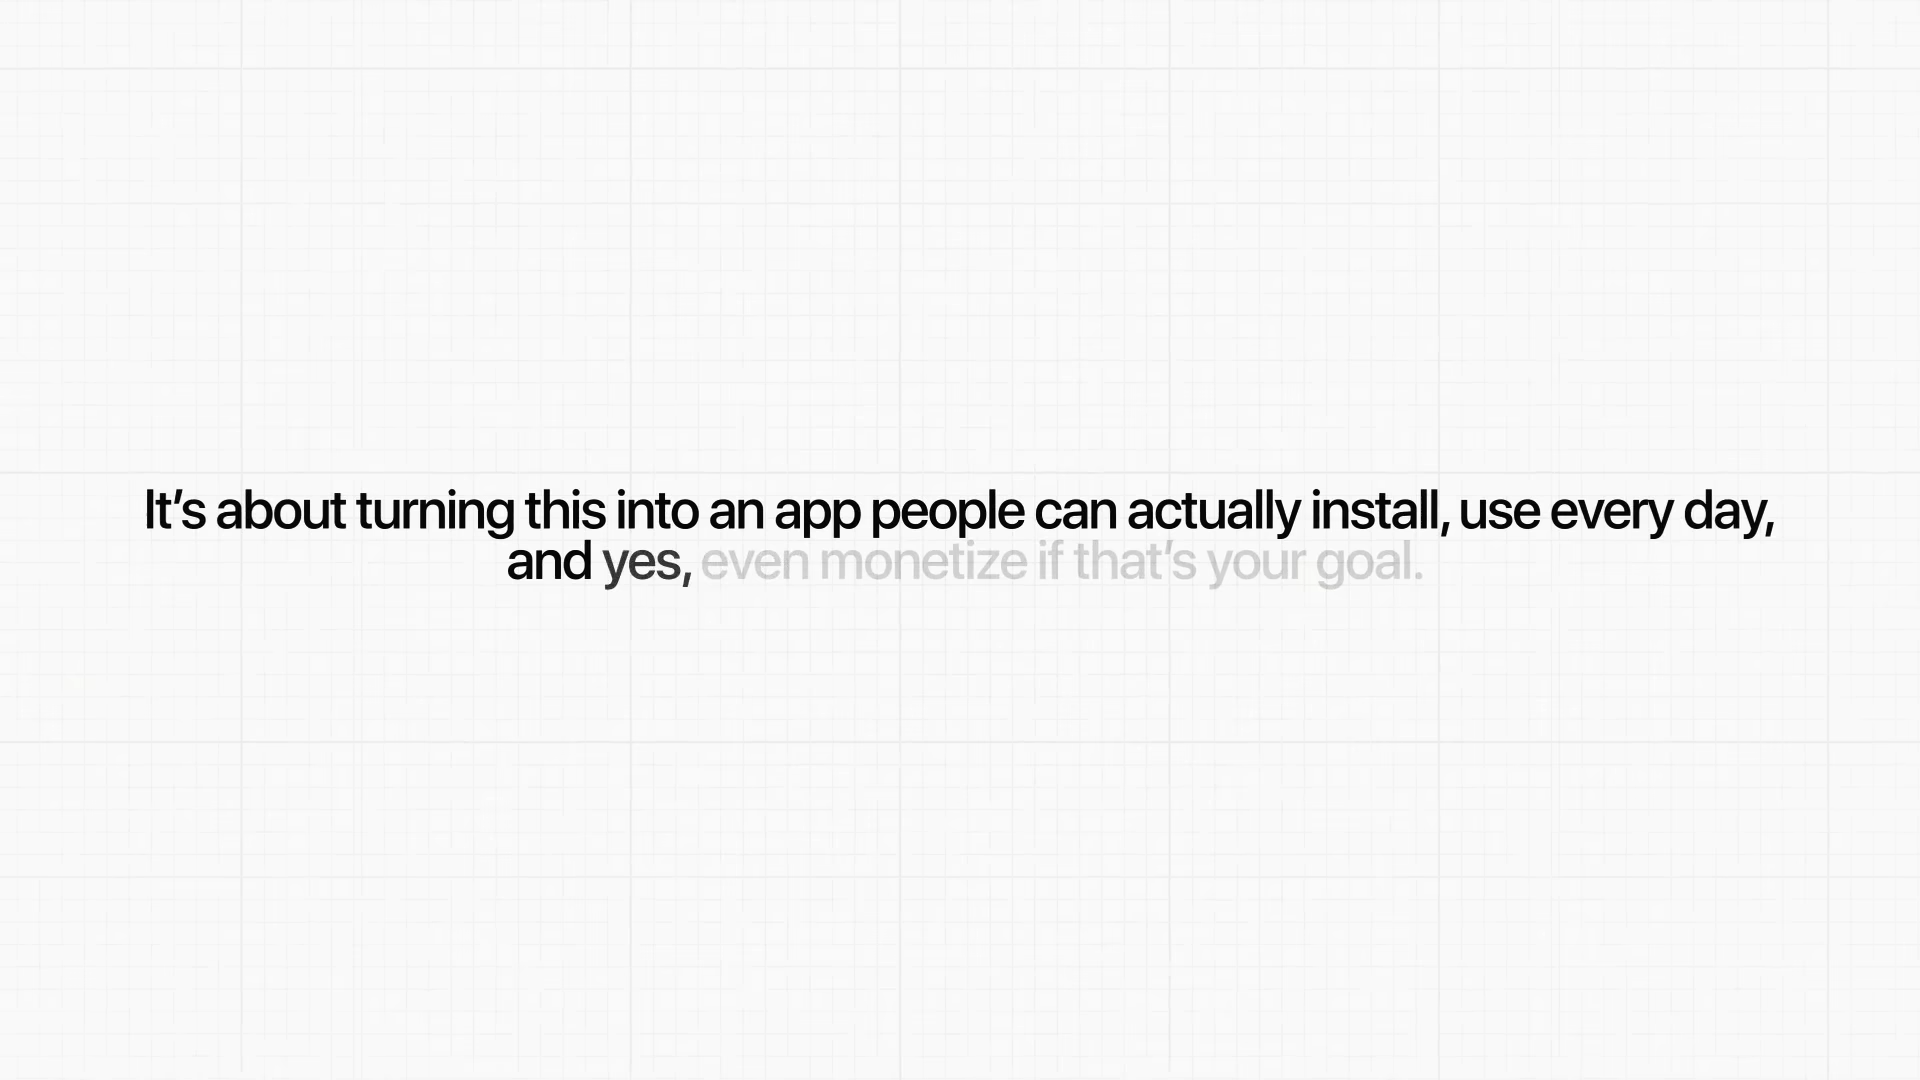 It’s about turning this into an app people can actually install, use every day,
and yes, even monetize if that’s your goal.